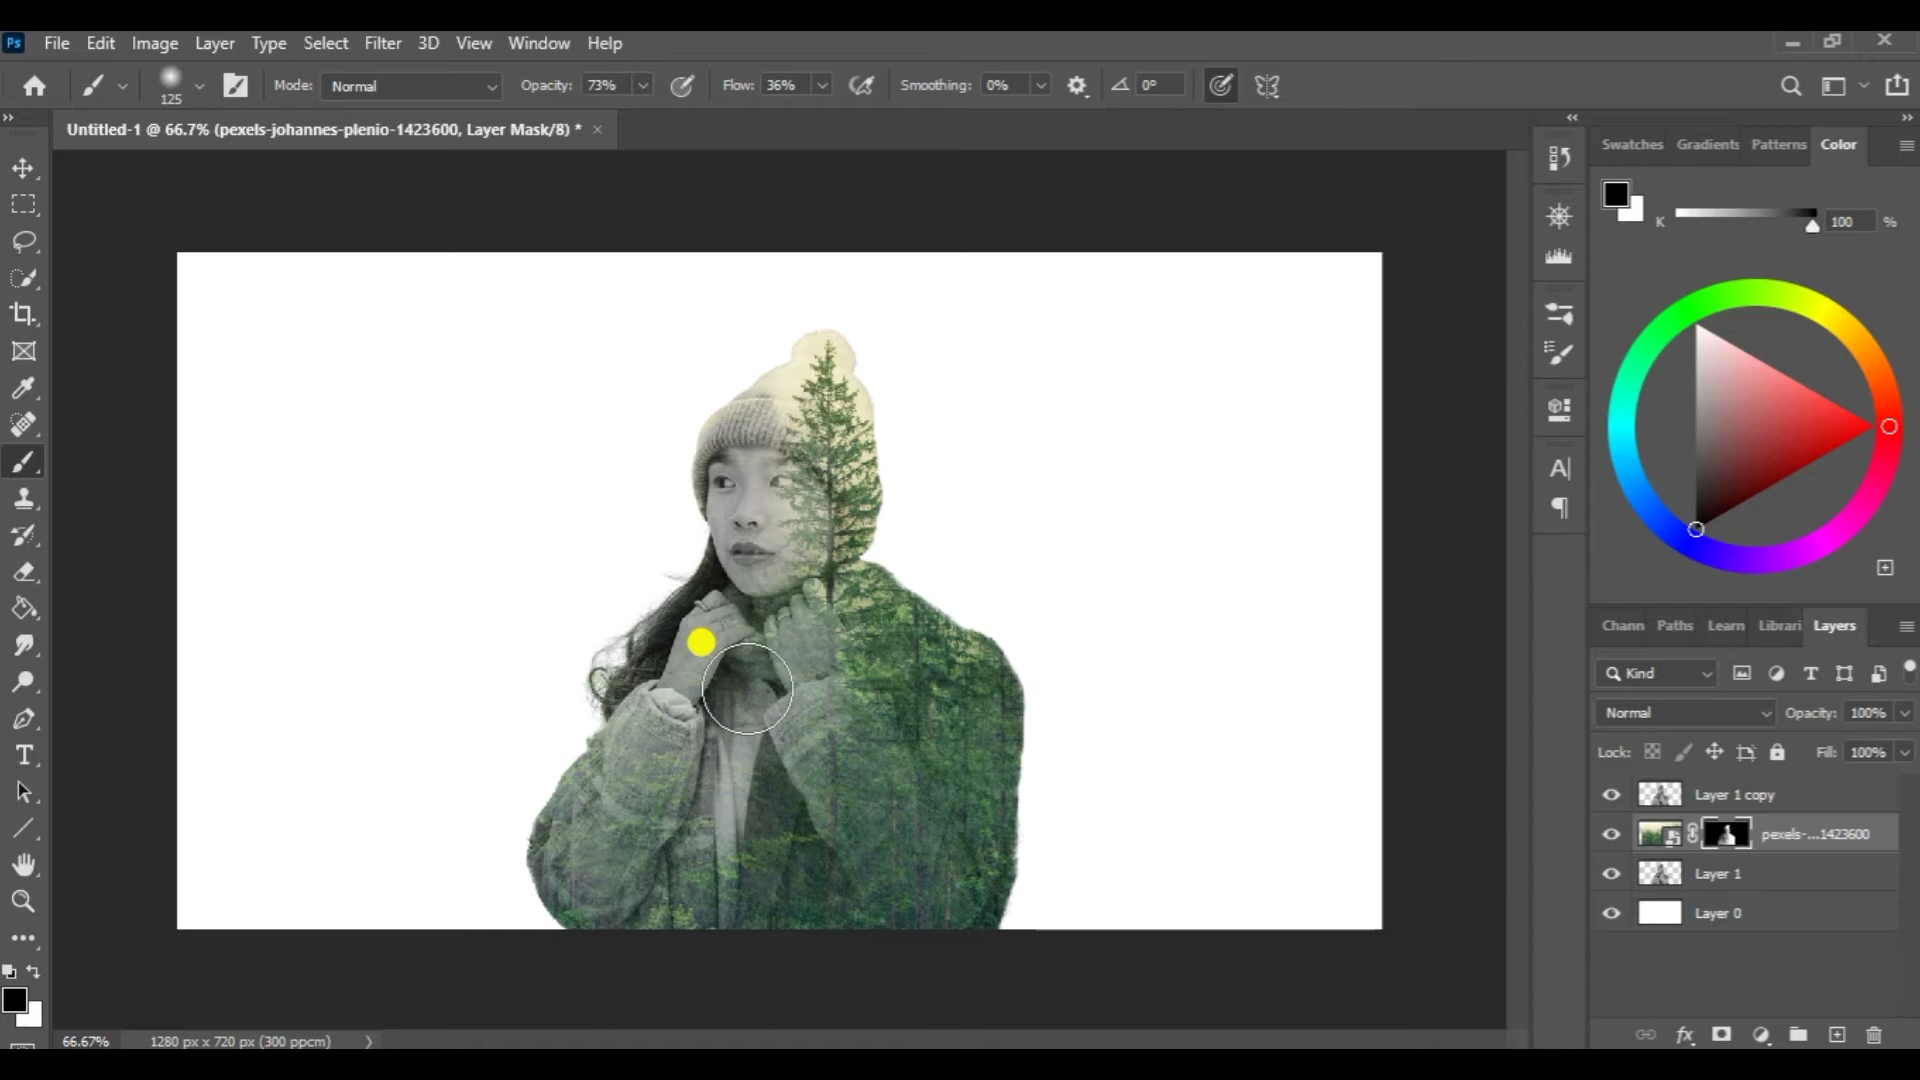 Ps File Edit Image Layer Type Select Filter 3D View Window Help
125 Mode: Normal Opacity: 73% Flow: 36% Smoothing: 0% 0°
Untitled-1 @ 66.7% (pexels-johannes-plenio-1423600, Layer Mask/8) * ×
Swatches Gradients Patterns Color
K 100 %
Chann Paths Learn Librari Layers
Kind
Normal Opacity: 100%
Lock: Fill: 100%
Layer 1 copy
pexels-...1423600
Layer 1
Layer 0
66.67% 1280 px x 720 px (300 ppcm)